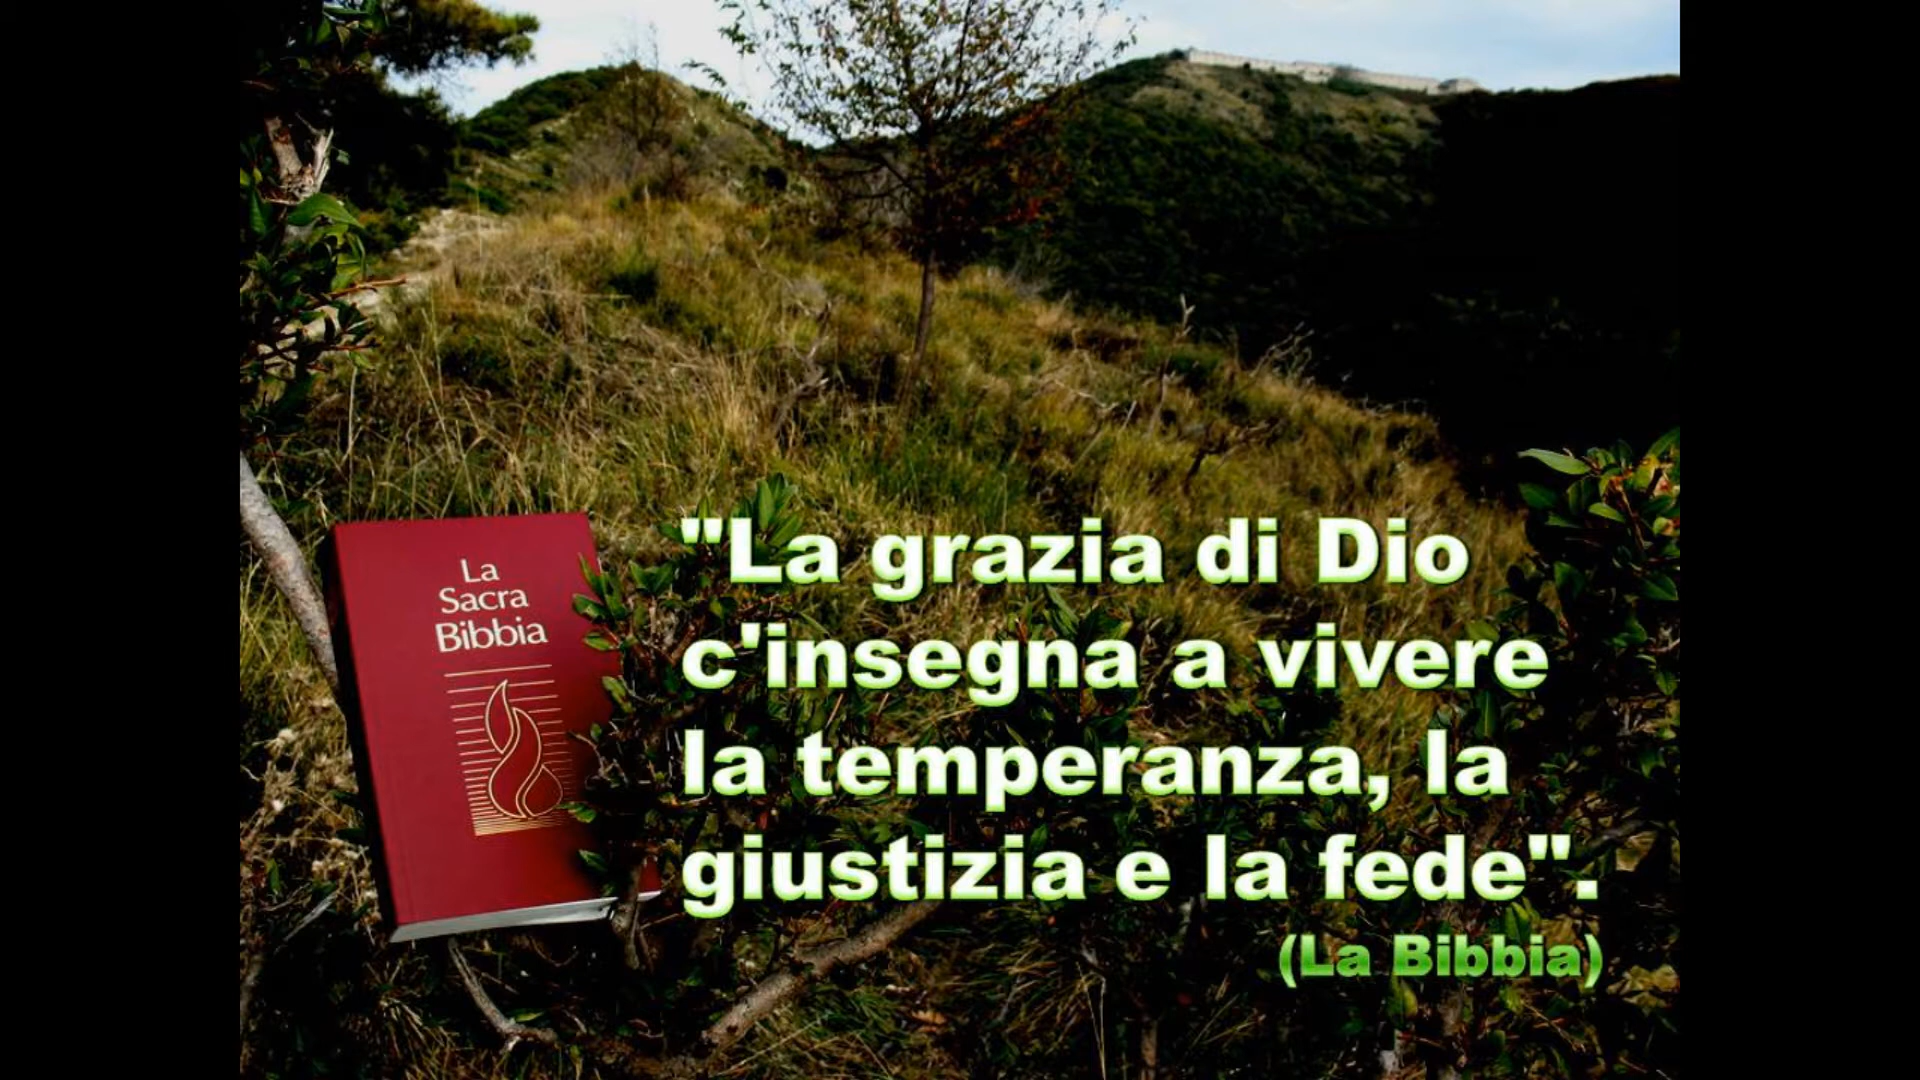 La
Sacra
Bibbia
"La grazia di Dio
c'insegna a vivere
la temperanza, la
giustizia e la fede".
(La Bibbia)